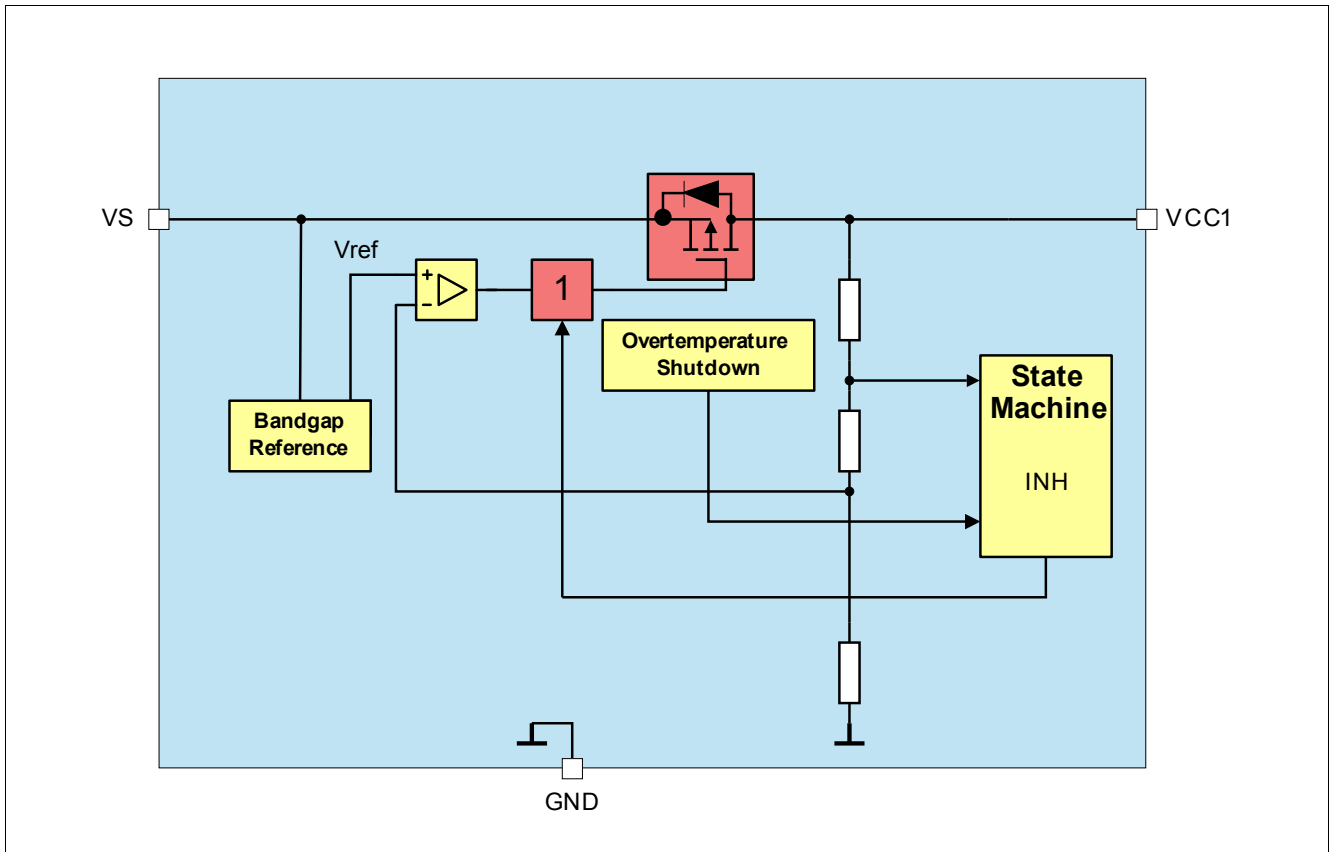 VS
VCC1
Vref
+
-
1
Overtemperature
Shutdown
State
Machine
INH
Bandgap
Reference
GND